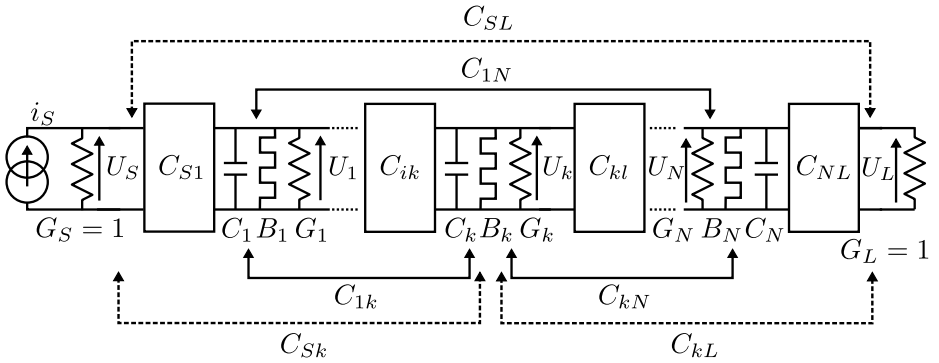 C_{SL}
C_{1N}
i_S
U_S C_{S1} U_1 C_{ik} U_k C_{kl} U_N C_{NL} U_L
G_S = 1 C_1 B_1 G_1 C_k B_k G_k G_N B_N C_N
G_L = 1
C_{1k} C_{kN}
C_{Sk} C_{kL}